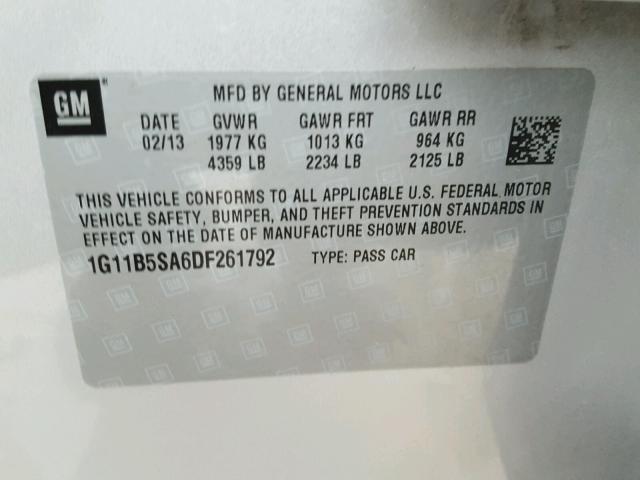 GM
MFD BY GENERAL MOTORS LLC
DATE GVWR GAWR FRT GAWR RR
02/13 1977 KG 1013 KG 964 KG
4359 LB 2234 LB 2125 LB
THIS VEHICLE CONFORMS TO ALL APPLICABLE U.S. FEDERAL MOTOR
VEHICLE SAFETY, BUMPER, AND THEFT PREVENTION STANDARDS IN
EFFECT ON THE DATE OF MANUFACTURE SHOWN ABOVE.
1G11B5SA6DF261792 TYPE: PASS CAR